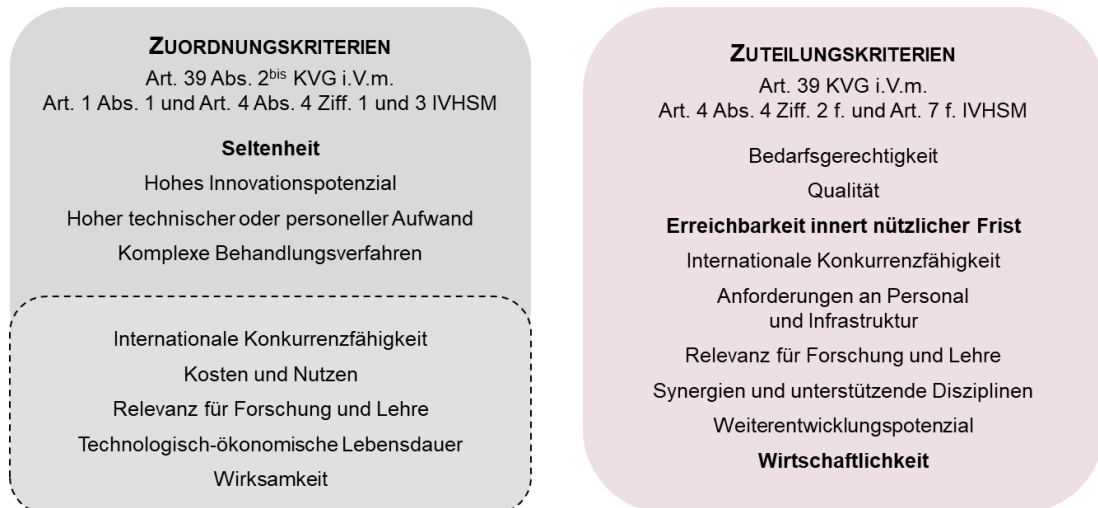 ZUORDNUNGSKRITERIEN
Art. 39 Abs. 2bis KVG i.V.m.
Art. 1 Abs. 1 und Art. 4 Abs. 4 Ziff. 1 und 3 IVHSM
Seltenheit
Hohes Innovationspotenzial
Hoher technischer oder personeller Aufwand
Komplexe Behandlungsverfahren
Internationale Konkurrenzfähigkeit
Kosten und Nutzen
Relevanz für Forschung und Lehre
Technologisch-ökonomische Lebensdauer
Wirksamkeit
ZUTEILUNGSKRITERIEN
Art. 39 KVG i.V.m.
Art. 4 Abs. 4 Ziff. 2 f. und Art. 7 f. IVHSM
Bedarfsgerechtigkeit
Qualität
Erreichbarkeit innert nützlicher Frist
Internationale Konkurrenzfähigkeit
Anforderungen an Personal
und Infrastruktur
Relevanz für Forschung und Lehre
Synergien und unterstützende Disziplinen
Weiterentwicklungspotenzial
Wirtschaftlichkeit